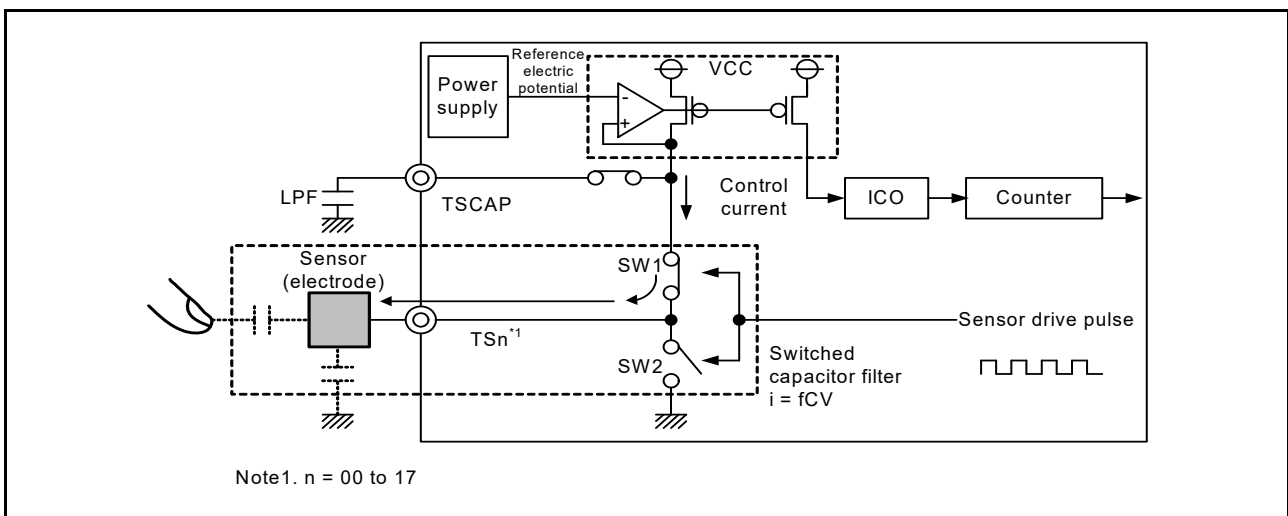 Power
supply
Reference
electric
potential
VCC
-
+
LPF
TSCAP
Control
current
ICO
Counter
Sensor
(electrode)
SW1
TSn*1
SW2
Sensor drive pulse
Switched
capacitor filter
i = fCV
Note1. n = 00 to 17